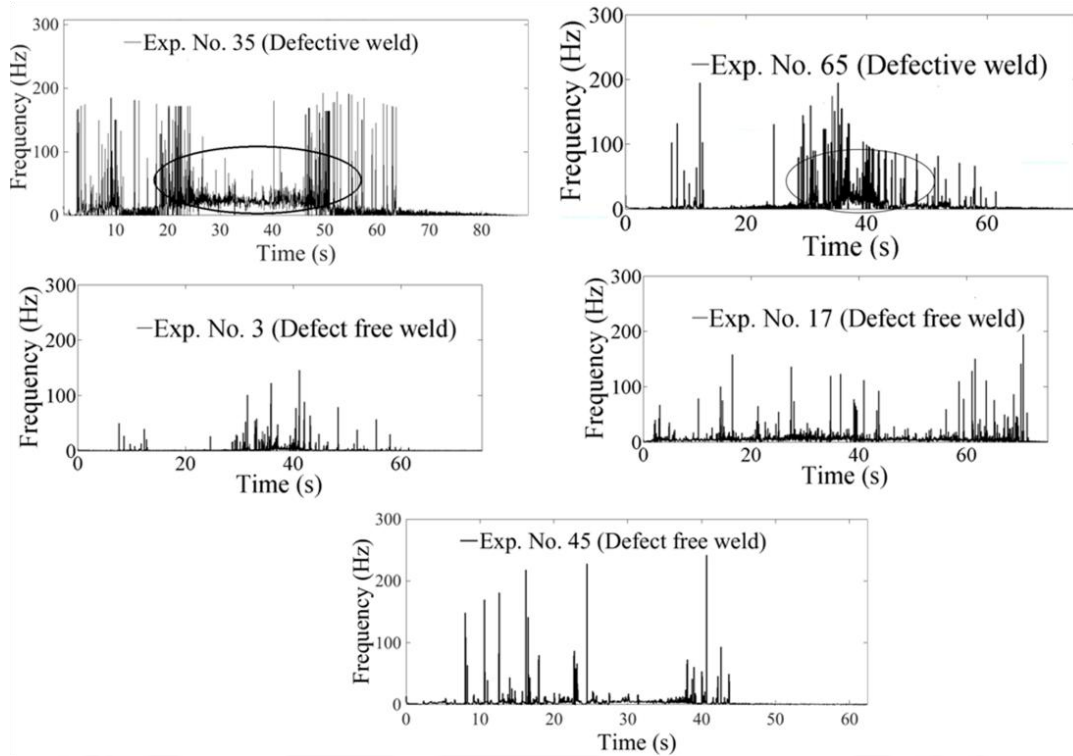 300
200
100
0
Frequency (Hz)
—Exp. No. 35 (Defective weld)
10 20 30 40 50 60 70 80
Time (s)
300
200
100
0
Frequency (Hz)
—Exp. No. 65 (Defective weld)
0 20 40 60
Time (s)
300
200
100
0
Frequency (Hz)
—Exp. No. 3 (Defect free weld)
0 20 40 60
Time (s)
300
200
100
0
Frequency (Hz)
—Exp. No. 17 (Defect free weld)
0 20 40 60
Time (s)
300
200
100
0
Frequency (Hz)
—Exp. No. 45 (Defect free weld)
0 10 20 30 40 50 60
Time (s)